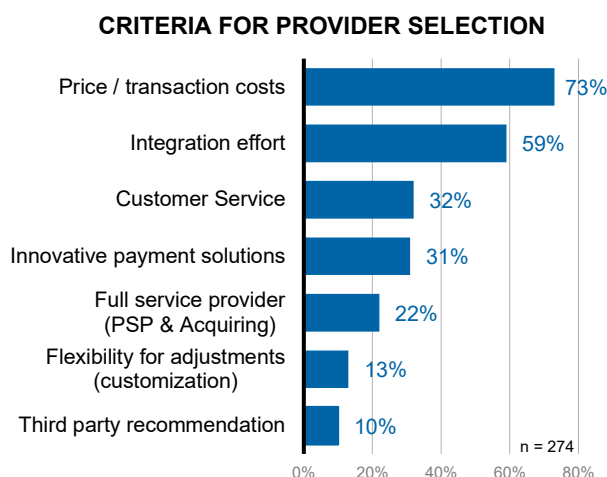 CRITERIA FOR PROVIDER SELECTION
Price / transaction costs
73%
Integration effort
59%
Customer Service
32%
Innovative payment solutions
31%
Full service provider
(PSP & Acquiring)
22%
Flexibility for adjustments
(customization)
13%
Third party recommendation
10%
n = 274
0% 20% 40% 60% 80%